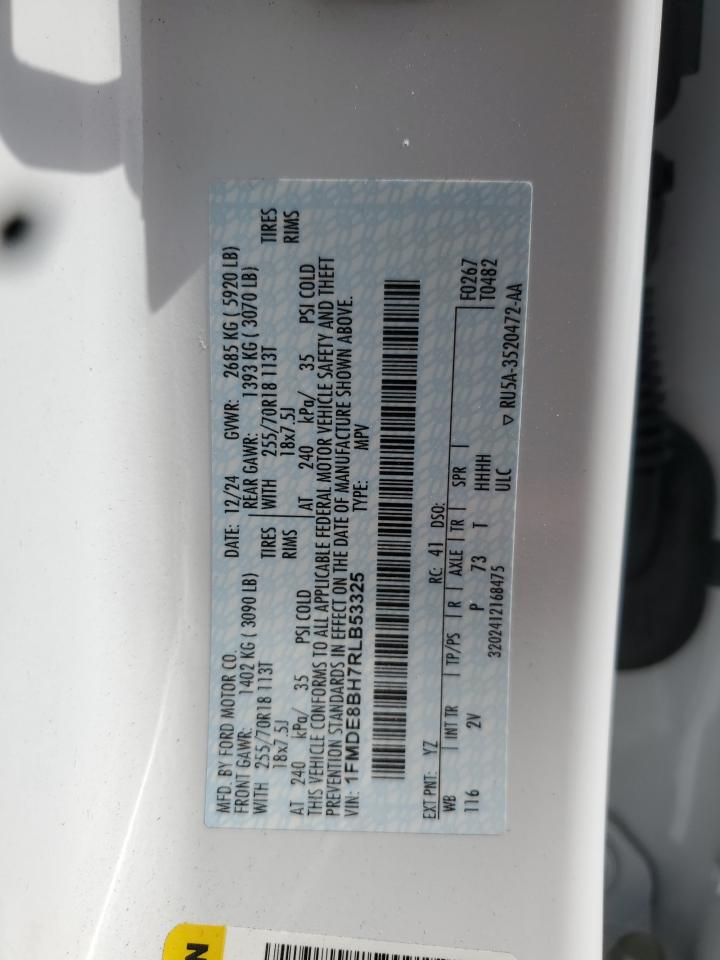 MFD. BY FORD MOTOR CO.
DATE: 12/24 GVWR: 2685 KG ( 5920 LB)
FRONT GAWR: 1402 KG ( 3090 LB) REAR GAWR: 1393 KG ( 3070 LB)
WITH 255/70R18 113T TIRES WITH 255/70R18 113T TIRES
18x7.5J RIMS 18x7.5J RIMS
AT 240 kPa/ 35 PSI COLD AT 240 kPa/ 35 PSI COLD
THIS VEHICLE CONFORMS TO ALL APPLICABLE FEDERAL MOTOR VEHICLE SAFETY AND THEFT
PREVENTION STANDARDS IN EFFECT ON THE DATE OF MANUFACTURE SHOWN ABOVE.
VIN: 1FMDE8BH7RLB53325 TYPE: MPV
EXT PNT: YZ RC: 41 DSO:
WB INT TR TP/PS R AXLE TR SPR F0267
116 2V P 73 T HHHH T0482
3202412168475 ULC ▽ RU5A-3520472-AA
N